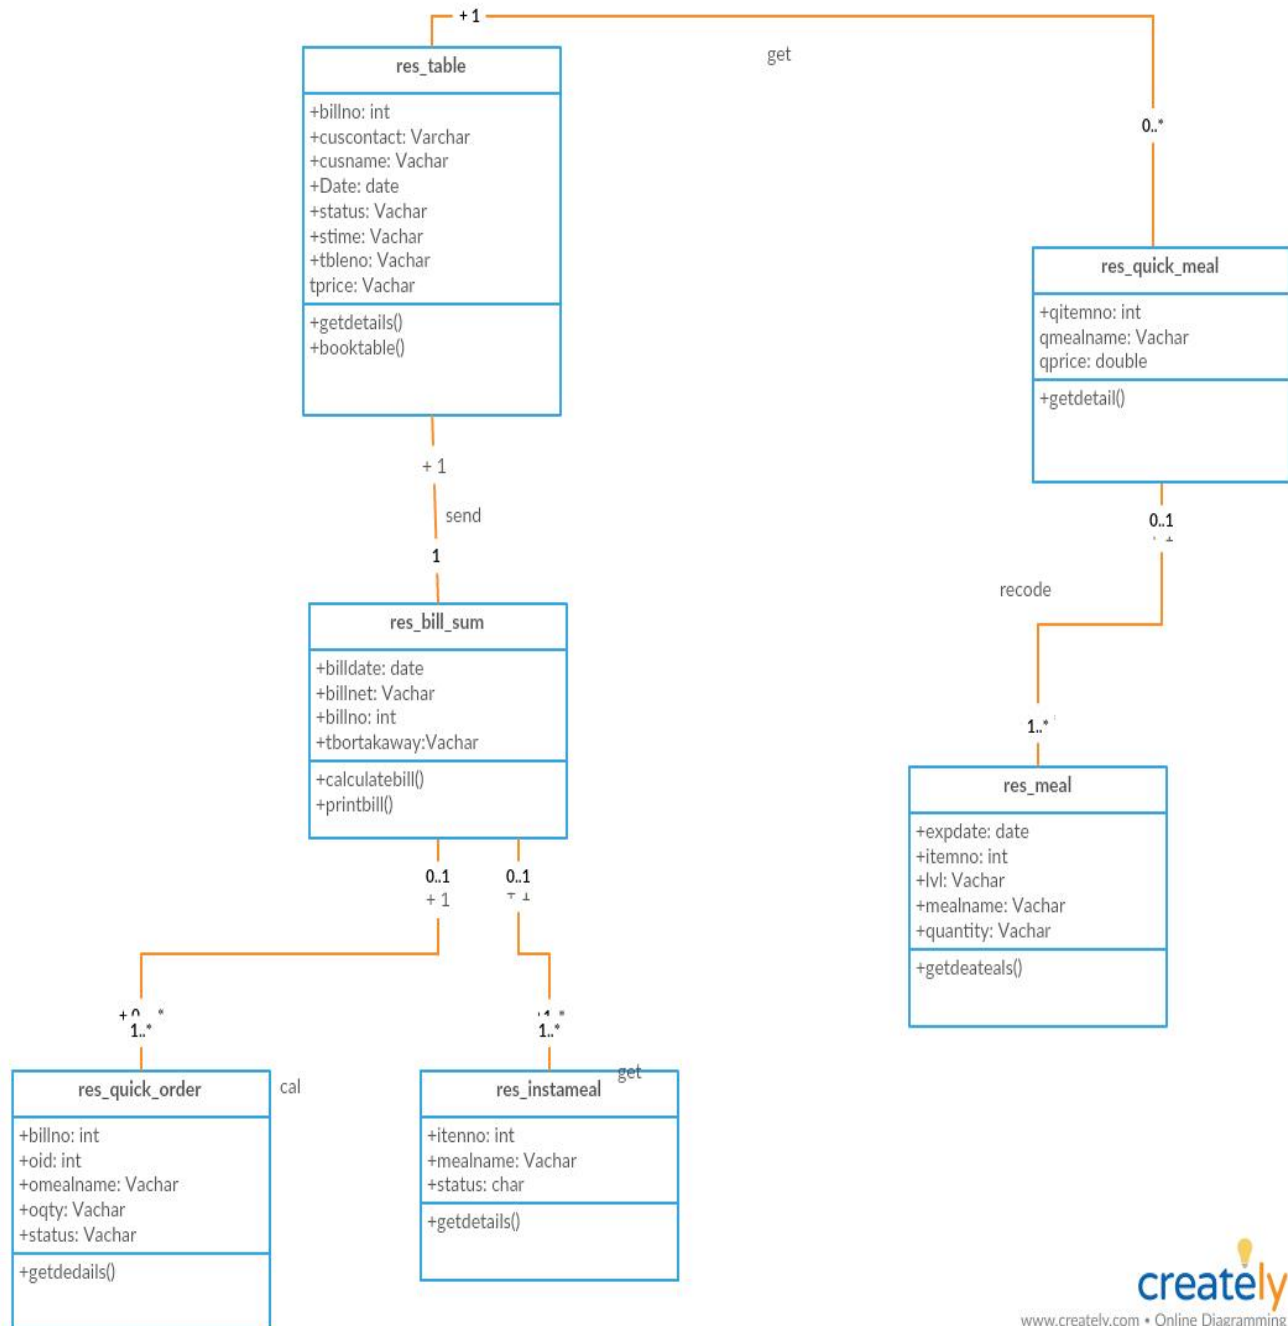 + 1
get
res_table
+billno: int
+cuscontact: Varchar
+cusname: Vachar
+Date: date
+status: Vachar
+stime: Vachar
+tbleno: Vachar
tprice: Vachar
+getdetails()
+booktable()
0..*
res_quick_meal
+qitemno: int
qmealname: Vachar
qprice: double
+getdetail()
+ 1
send
1
0..1
recode
1..*
res_bill_sum
+billdate: date
+billnet: Vachar
+billno: int
+tbortakaway:Vachar
+calculatebill()
+printbill()
res_meal
+expdate: date
+itemno: int
+lvl: Vachar
+mealname: Vachar
+quantity: Vachar
+getdeateals()
0..1
+ 1
0..1
1..*
1..*
res_quick_order
cal
+billno: int
+oid: int
+omealname: Vachar
+oqty: Vachar
+status: Vachar
+getdedails()
get
res_instameal
+itenno: int
+mealname: Vachar
+status: char
+getdetails()
creately
www.creately.com • Online Diagramming